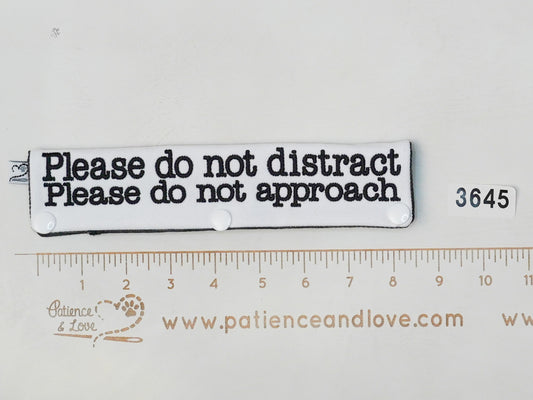 Please do not distract
Please do not approach
3645
1 2 3 4 5 6 7 8 9 10 11
Patience
& Love
www.patienceandlove.com
ww